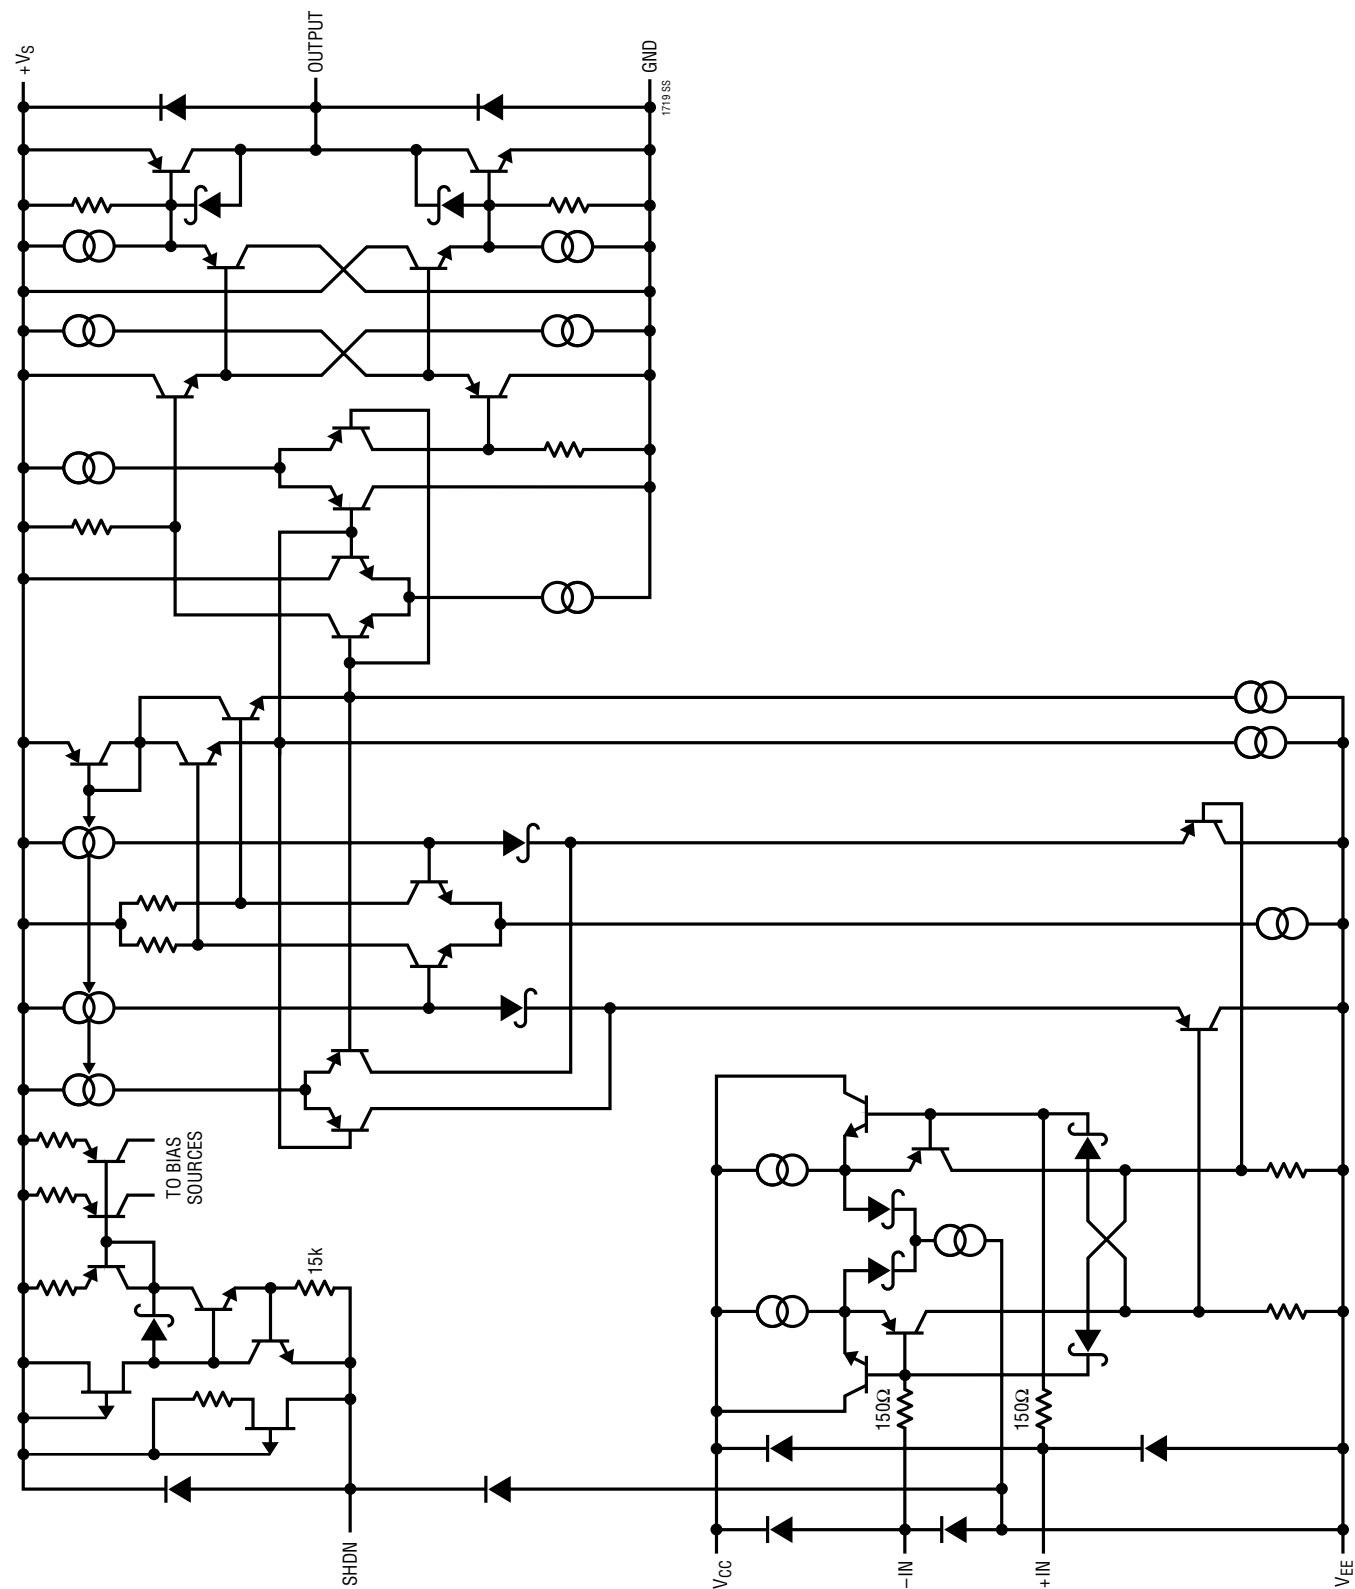 +VS
OUTPUT
GND
1719 SS
TO BIAS
SOURCES
15k
150Ω
150Ω
SHDN
VCC
–IN
+IN
VEE